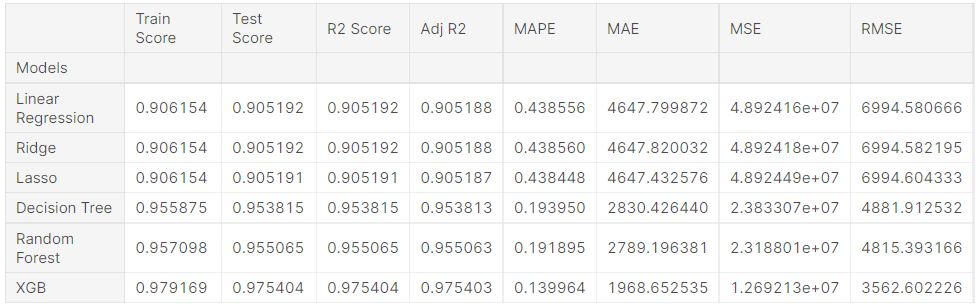 Train Score Test Score R2 Score Adj R2 MAPE MAE MSE RMSE
Models
Linear Regression 0.906154 0.905192 0.905192 0.905188 0.438556 4647.799872 4.892416e+07 6994.580666
Ridge 0.906154 0.905192 0.905192 0.905188 0.438560 4647.820032 4.892418e+07 6994.582195
Lasso 0.906154 0.905191 0.905191 0.905187 0.438448 4647.432576 4.892449e+07 6994.604333
Decision Tree 0.955875 0.953815 0.953815 0.953813 0.193950 2830.426440 2.383307e+07 4881.912532
Random Forest 0.957098 0.955065 0.955065 0.955063 0.191895 2789.196381 2.318801e+07 4815.393166
XGB 0.979169 0.975404 0.975404 0.975403 0.139964 1968.652535 1.269213e+07 3562.602226